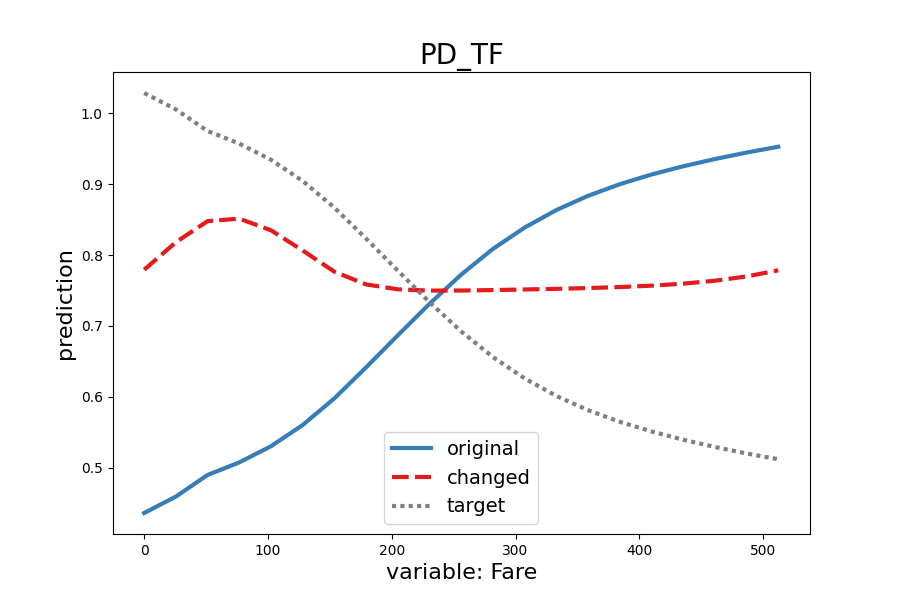 PD_TF
prediction
1.0
0.9
0.8
0.7
0.6
0.5
original
changed
target
0 100 200 300 400 500
variable: Fare